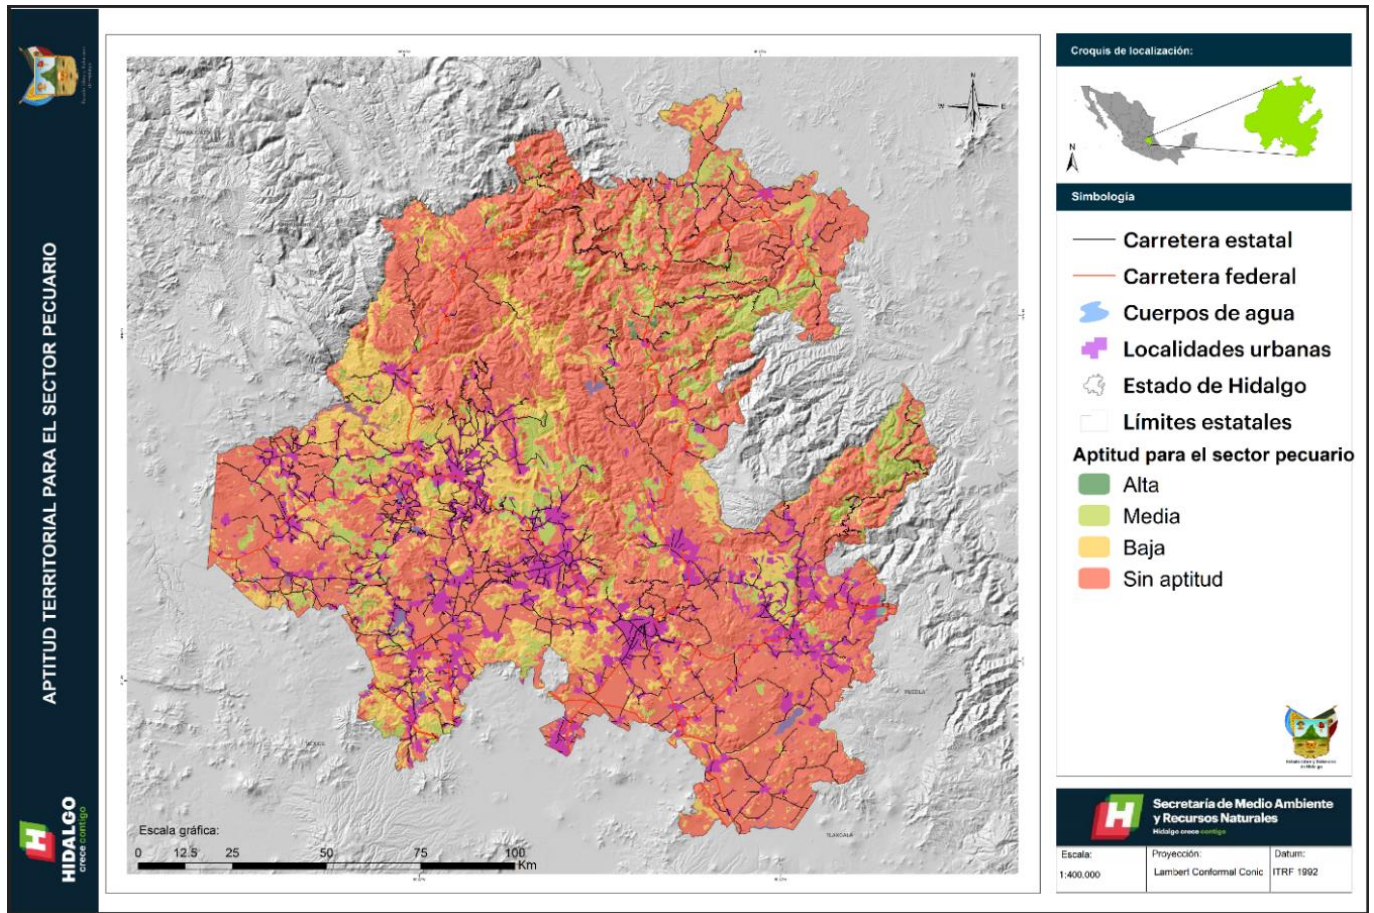 APTITUD TERRITORIAL PARA EL SECTOR PECUARIO
HIDALGO
crece contigo
N
W
E
PUEBLA
TLAXCALA
Escala gráfica:
0 12.5 25 50 75 100
Km
Croquis de localización:
N
Simbología
Carretera estatal
Carretera federal
Cuerpos de agua
Localidades urbanas
Estado de Hidalgo
Límites estatales
Aptitud para el sector pecuario
Alta
Media
Baja
Sin aptitud
H
Secretaría de Medio Ambiente
y Recursos Naturales
Hidalgo crece contigo
Escala:
1:400.000
Proyección:
Lambert Conformal Conic
Datum:
ITRF 1992